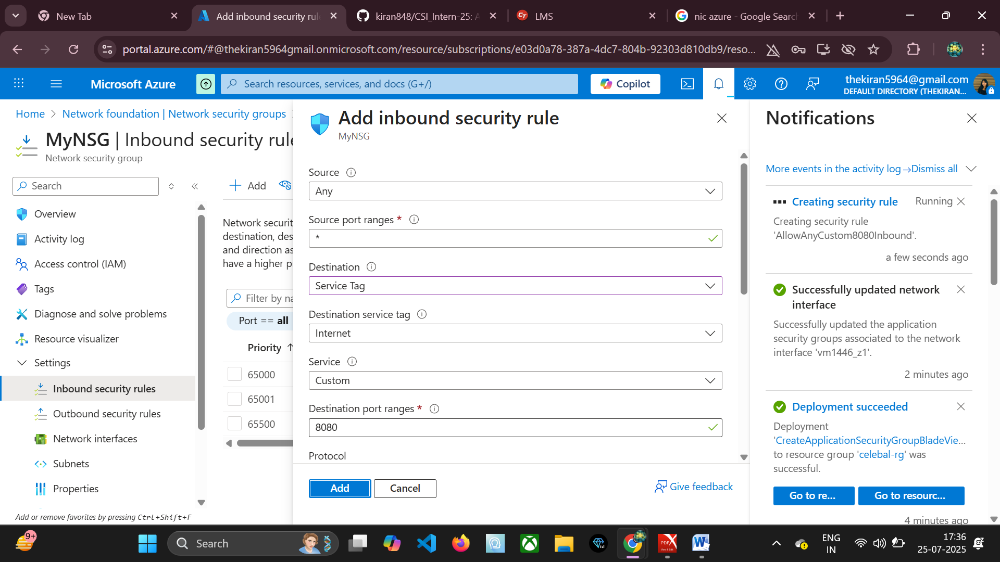 New Tab
Add inbound security rul
kiran848/CSI_Intern-25: A
LMS
nic azure - Google Search
portal.azure.com/#@thekiran5964gmail.onmicrosoft.com/resource/subscriptions/e03d0a78-387a-4dc7-804b-92303d810db9/reso...
Microsoft Azure
Search resources, services, and docs (G+/)
Copilot
thekiran5964@gmail.com
DEFAULT DIRECTORY (THEKIRAN...
Home > Network foundation | Network security groups
MyNSG | Inbound security rule
Network security group
Search
Overview
Activity log
Access control (IAM)
Tags
Diagnose and solve problems
Resource visualizer
Settings
Inbound security rules
Outbound security rules
Network interfaces
Subnets
Properties
Add or remove favorites by pressing Ctrl+Shift+F
Add
Network securit
destination, des
and direction as
have a higher p
Filter by na
Port == all
Priority ↑
65000
65001
65500
Add inbound security rule
MyNSG
Source
Any
Source port ranges *
*
Destination
Service Tag
Destination service tag
Internet
Service
Custom
Destination port ranges *
8080
Protocol
Add
Cancel
Give feedback
Notifications
More events in the activity log →
Dismiss all
Creating security rule
Running
Creating security rule
'AllowAnyCustom8080Inbound'.
a few seconds ago
Successfully updated network
interface
Successfully updated the application
security groups associated to the network
interface 'vm1446_z1'.
2 minutes ago
Deployment succeeded
Deployment
'CreateApplicationSecurityGroupBladeVie...
to resource group 'celebal-rg' was
successful.
Go to re...
Go to resourc...
4 minutes ago
9+
Search
PDF
View & Edit
ENG
IN
17:36
25-07-2025